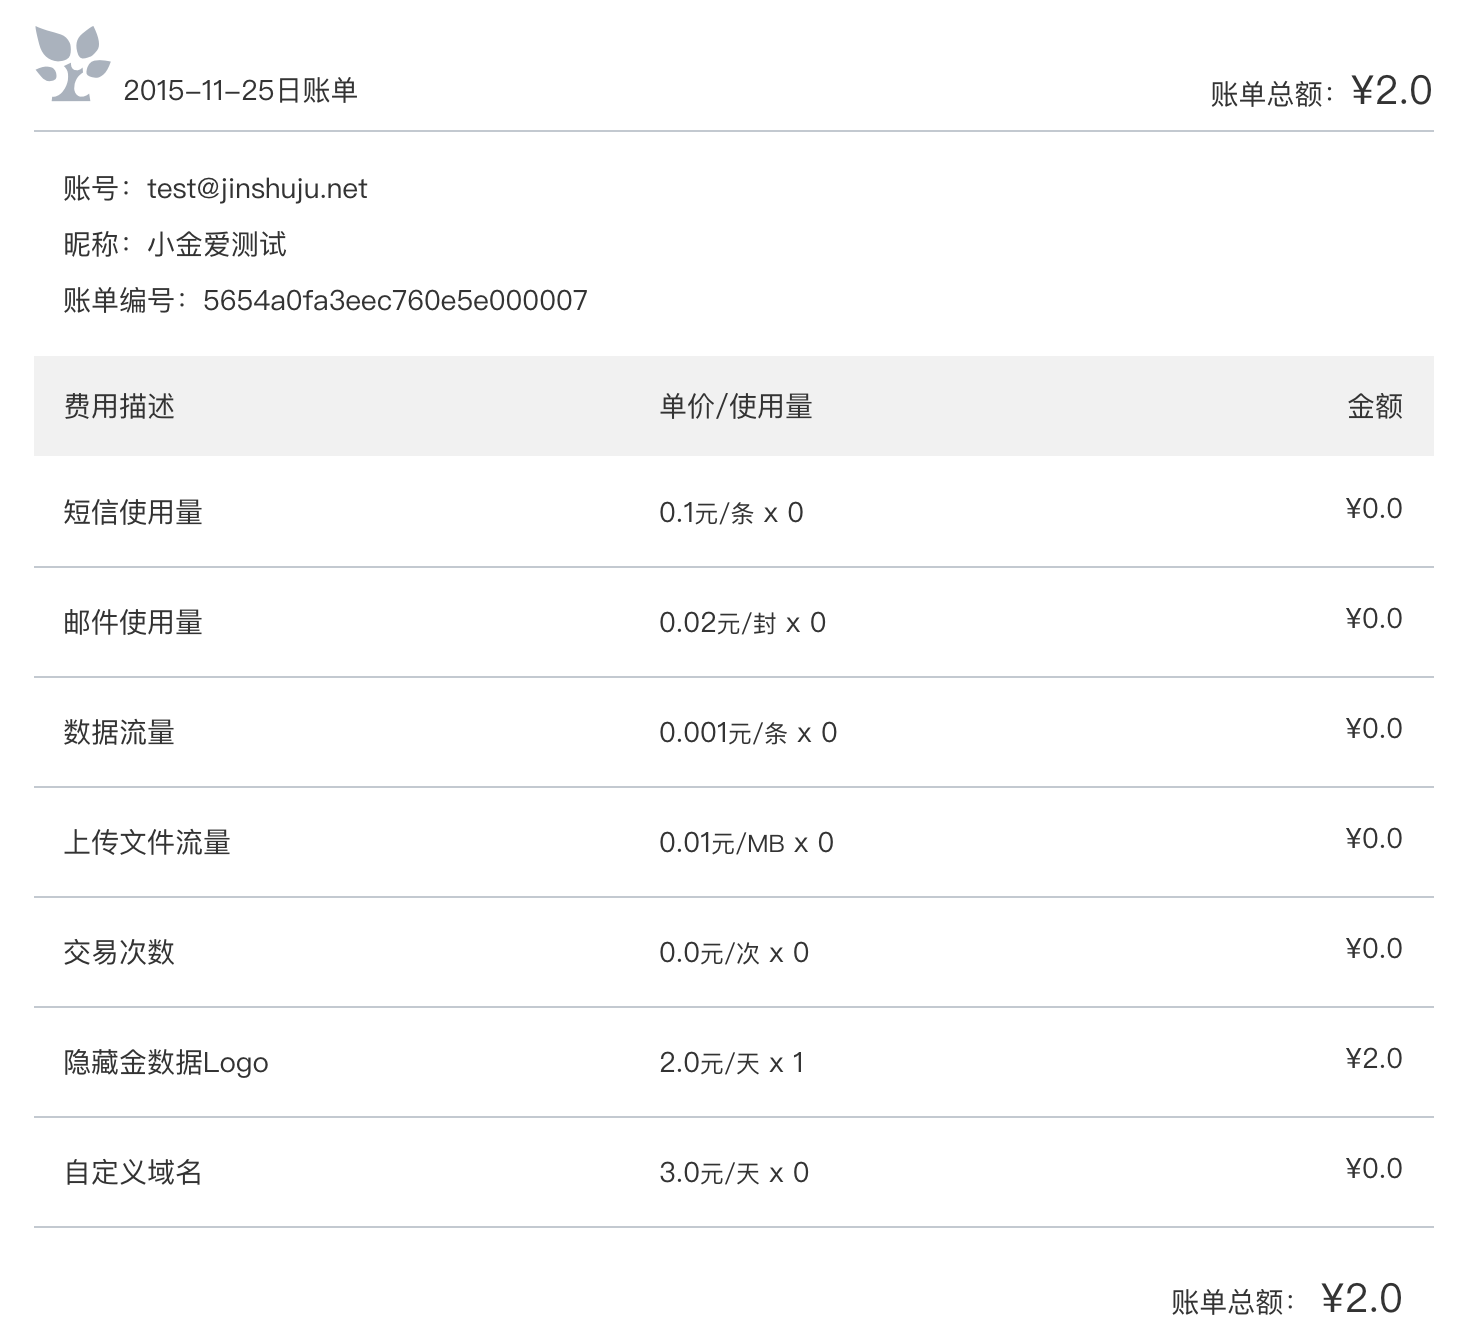 2015-11-25日账单 账单总额：¥2.0
账号：test@jinshuju.net
昵称：小金爱测试
账单编号：5654a0fa3eec760e5e000007
费用描述 单价/使用量 金额
短信使用量 0.1元/条 x 0 ¥0.0
邮件使用量 0.02元/封 x 0 ¥0.0
数据流量 0.001元/条 x 0 ¥0.0
上传文件流量 0.01元/MB x 0 ¥0.0
交易次数 0.0元/次 x 0 ¥0.0
隐藏金数据Logo 2.0元/天 x 1 ¥2.0
自定义域名 3.0元/天 x 0 ¥0.0
账单总额： ¥2.0